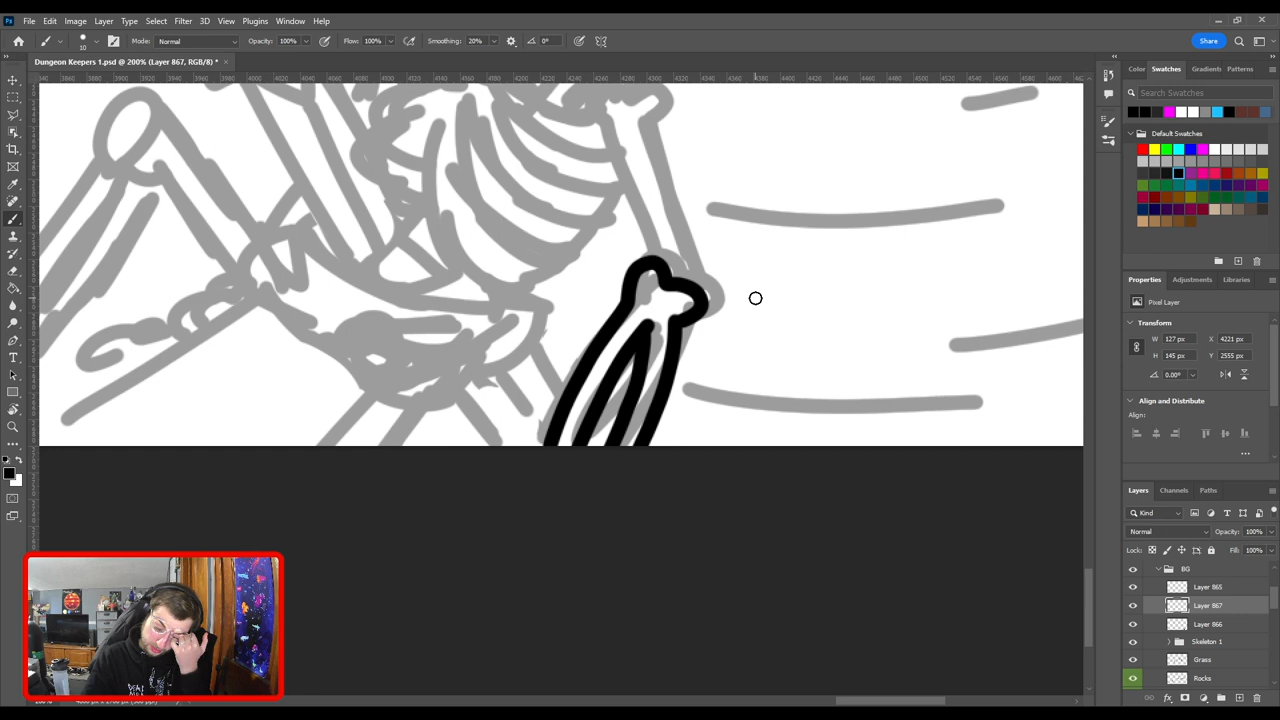 Ps File Edit Image Layer Type Select Filter 3D View Plugins Window Help
10 Mode: Normal Opacity: 100% Flow: 100% Smoothing: 20% 0° Share
Dungeon Keepers 1.psd @ 200% (Layer 867, RGB/8) *
Color Swatches Gradients Patterns
Search Swatches
Default Swatches
Properties Adjustments Libraries
Pixel Layer
Transform
W 127 px X 4221 px
H 145 px Y 2555 px
0.00°
Align and Distribute
Align:
Layers Channels Paths
Kind
Normal Opacity: 100%
Lock: Fill: 100%
BG
Layer 865
Layer 867
Layer 866
Skeleton 1
Grass
Rocks